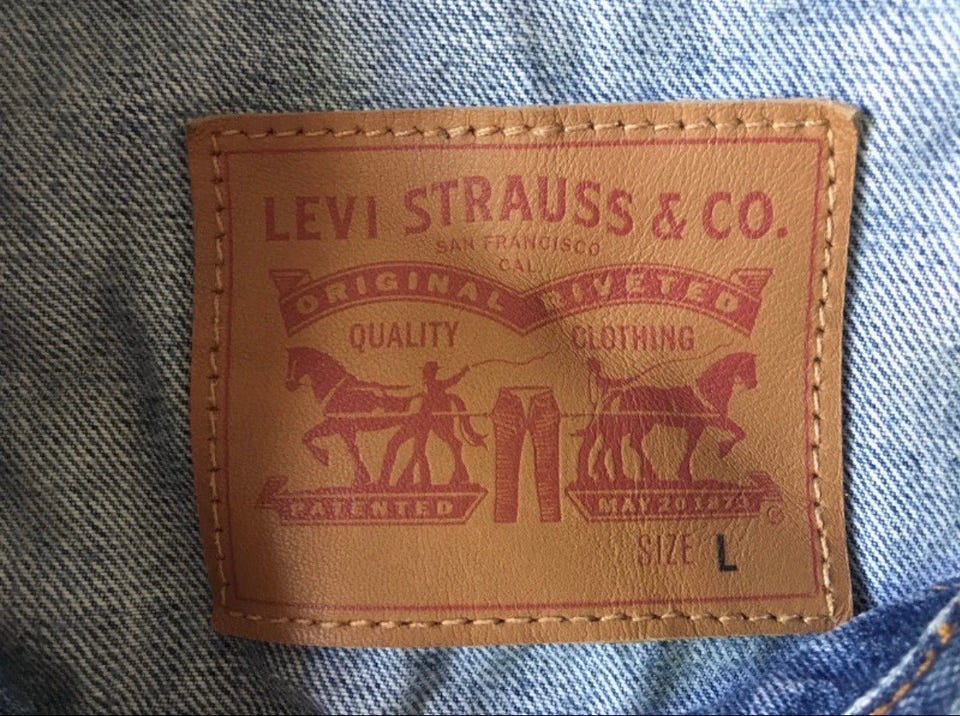 LEVI STRAUSS & CO.
SAN FRANCISCO
CAL.
ORIGINAL RIVETED
QUALITY CLOTHING
PATENTED MAY 20 1873
©
SIZE L